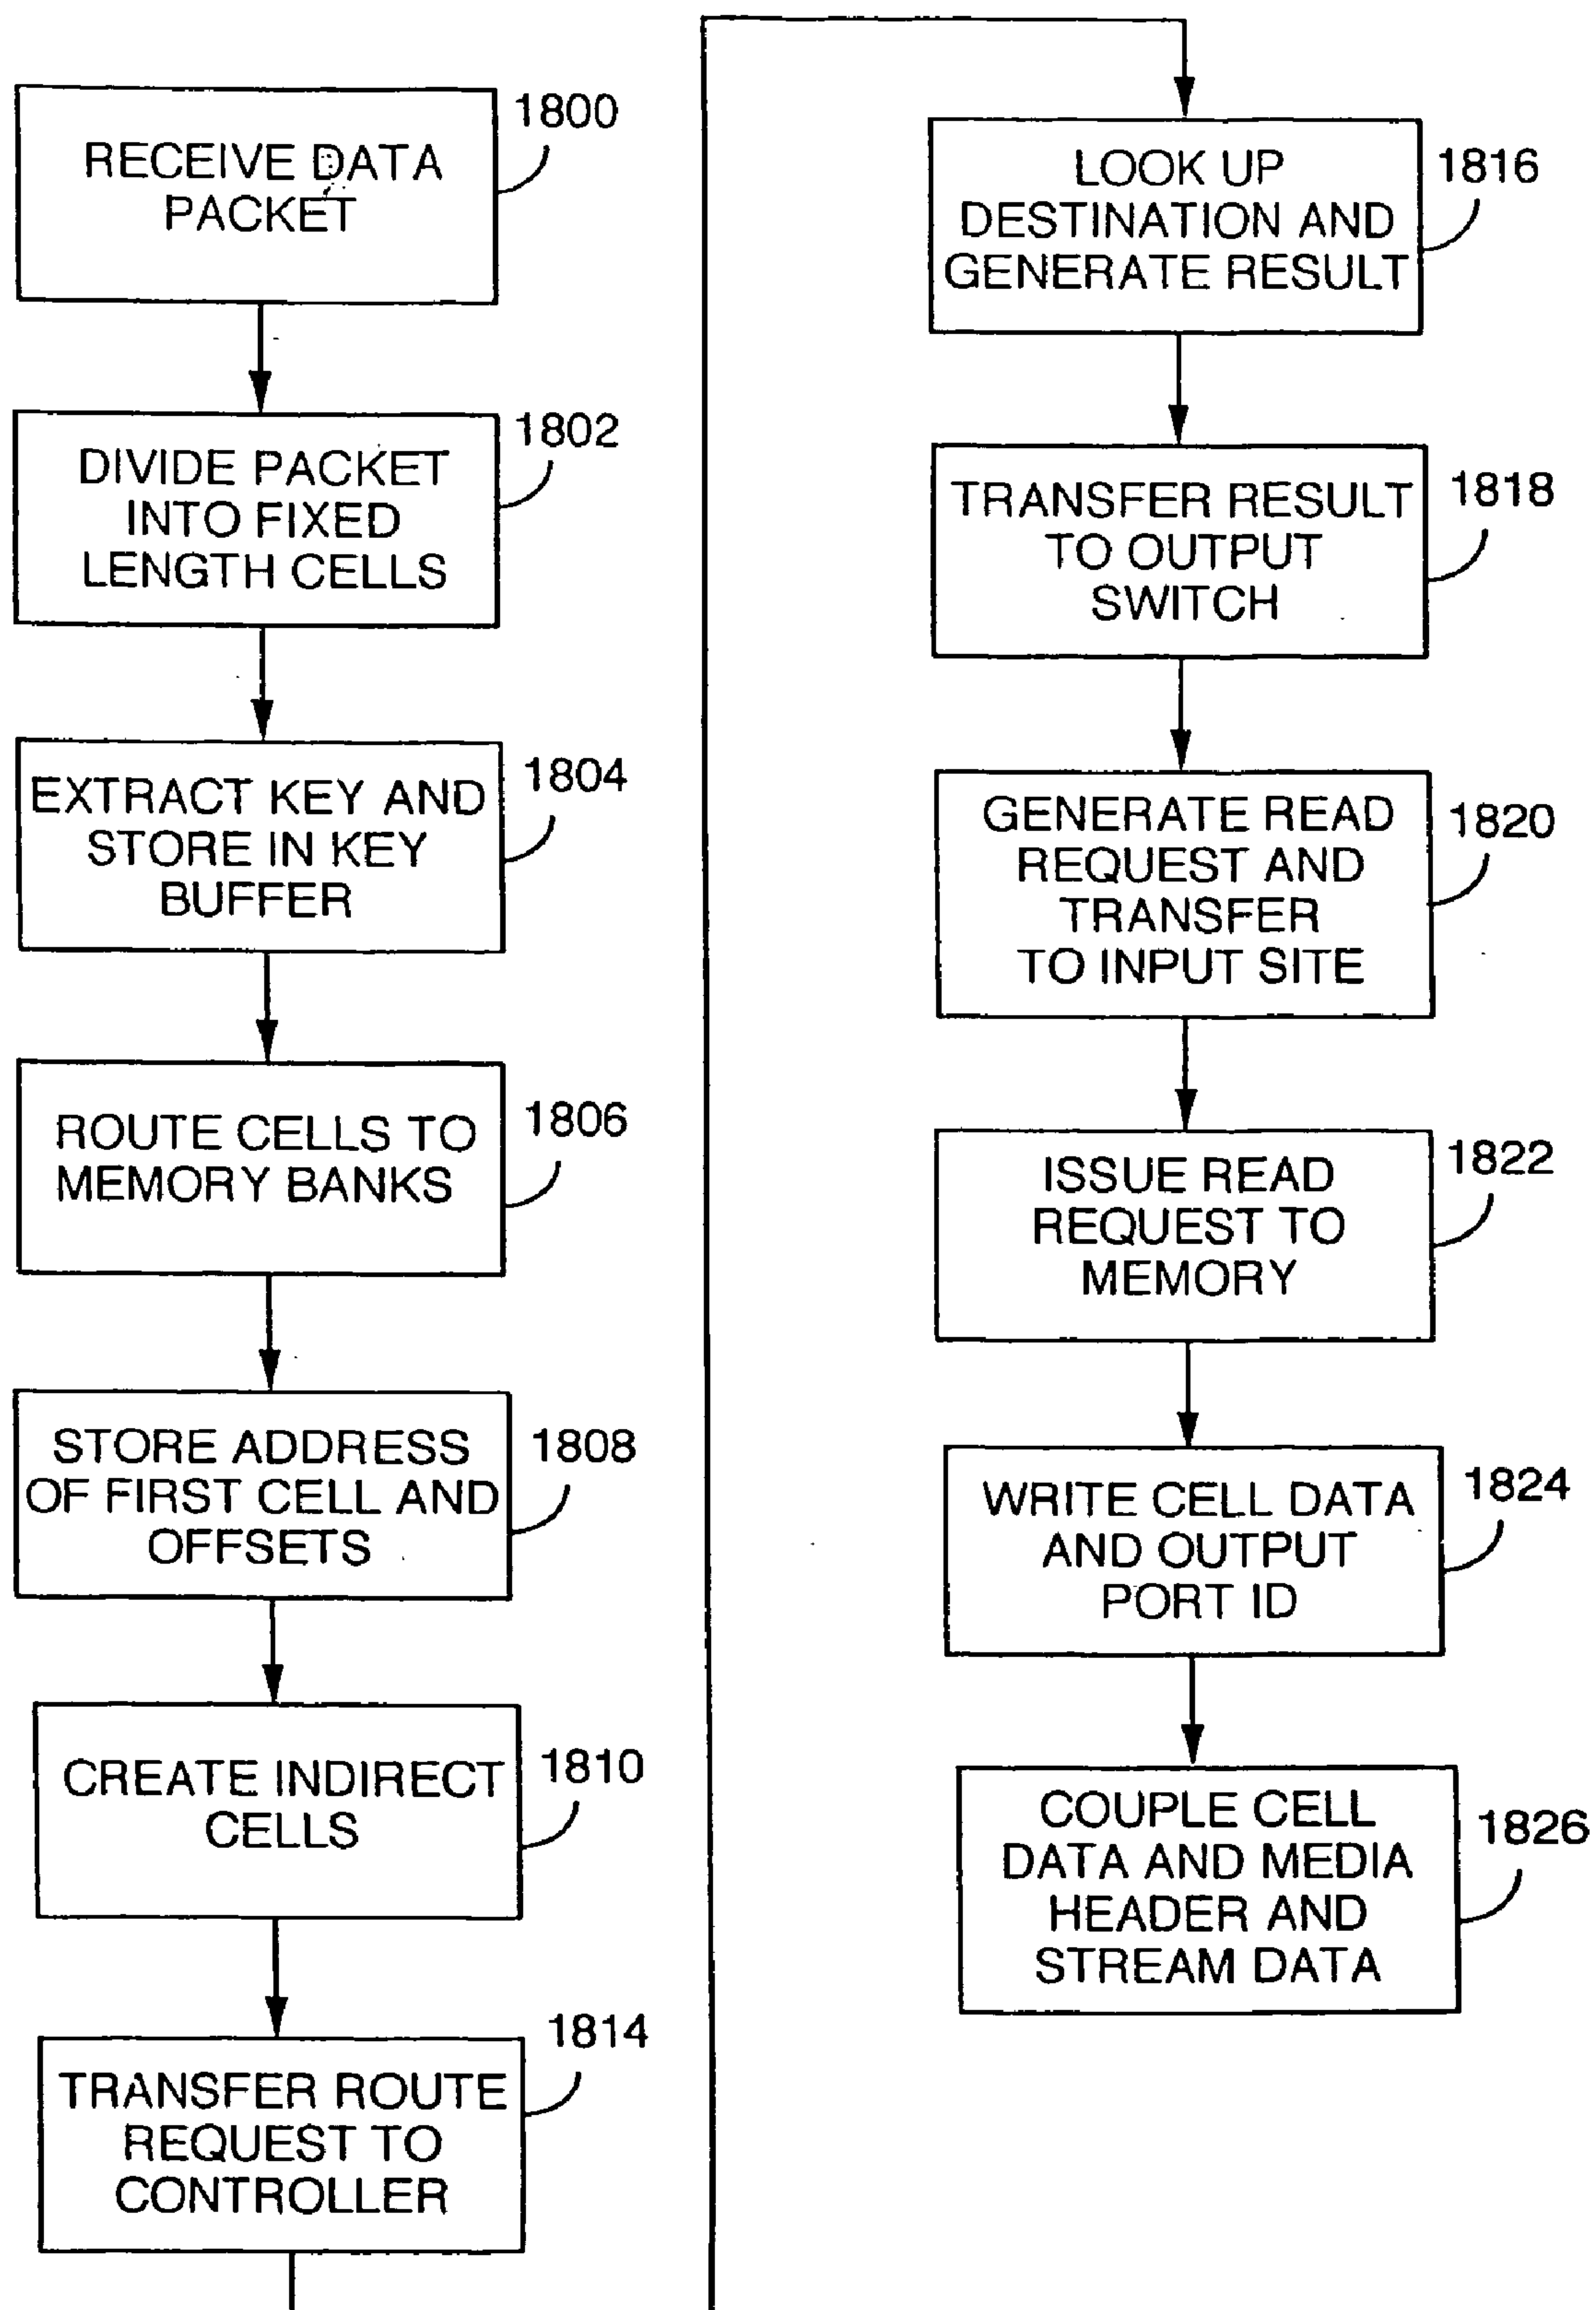 1800
RECEIVE DATA
PACKET
1802
DIVIDE PACKET
INTO FIXED
LENGTH CELLS
1804
EXTRACT KEY AND
STORE IN KEY
BUFFER
1806
ROUTE CELLS TO
MEMORY BANKS
1808
STORE ADDRESS
OF FIRST CELL AND
OFFSETS
1810
CREATE INDIRECT
CELLS
1814
TRANSFER ROUTE
REQUEST TO
CONTROLLER
1816
LOOK UP
DESTINATION AND
GENERATE RESULT
1818
TRANSFER RESULT
TO OUTPUT
SWITCH
1820
GENERATE READ
REQUEST AND
TRANSFER
TO INPUT SITE
1822
ISSUE READ
REQUEST TO
MEMORY
1824
WRITE CELL DATA
AND OUTPUT
PORT ID
1826
COUPLE CELL
DATA AND MEDIA
HEADER AND
STREAM DATA